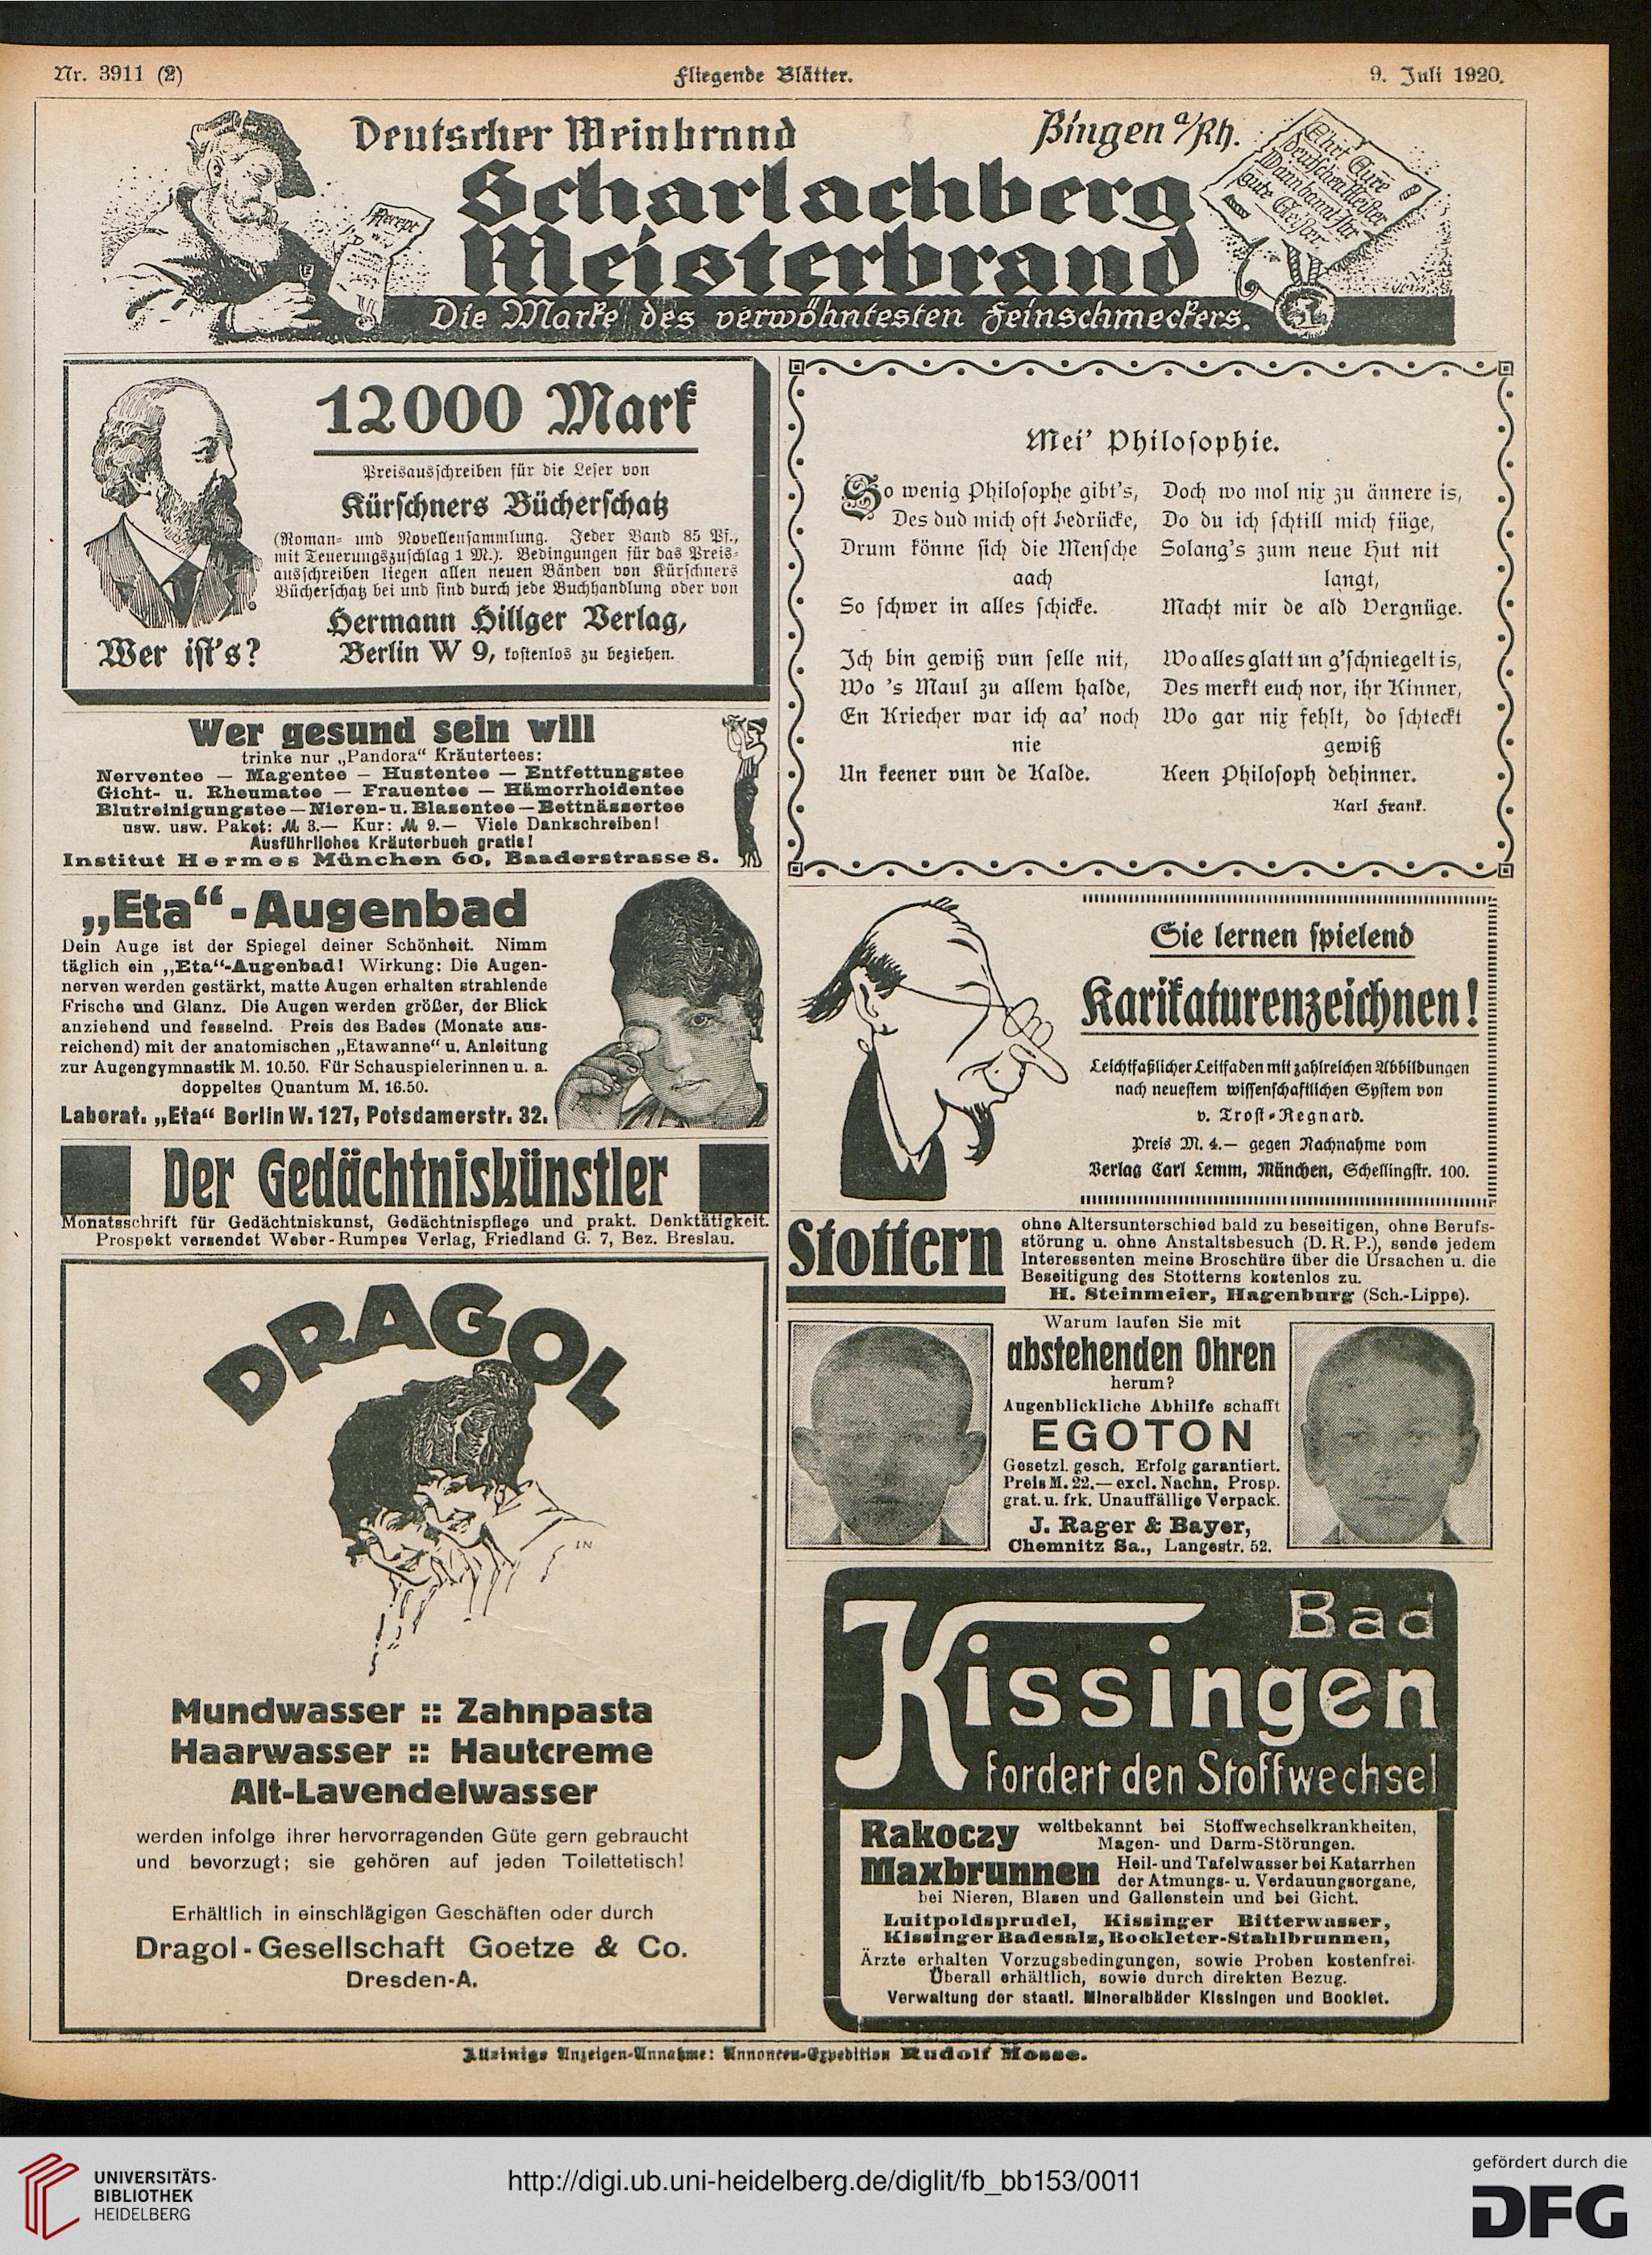 Nr. 3911 (2)
Fliegende Blätter.
9. Juli 1920.
Deutscher Weinbrand
Bingen a/Rh.
Scharlachberg
Meisterbrand
Die Marke des verwöhntesten Feinschmeckers.
Recept
Ehrt Eure
deutschen Meister
Dann bannt Ihr
gute Geister
12000 Mark
Preisausschreiben für die Leser von
Kürschners Bücherschatz
(Roman- und Novellensammlung. Jeder Band 85 Pf.,
mit Teuerungszuschlag 1 M.). Bedingungen für das Preis-
ausschreiben liegen allen neuen Bänden von Kürschners
Bücherschatz bei und sind durch jede Buchhandlung oder von
Hermann Hillger Verlag,
Berlin W 9, kostenlos zu beziehen.
Wer ist's?
Wer gesund sein will
trinke nur „Pandora“ Kräutertees:
Nerventee — Magentee — Hustentee — Entfettungstee
Gicht- u. Rheumatee — Frauentee — Hämorrhoidentee
Blutreinigungstee — Nieren- u. Blasentee — Bettnässertee
usw. usw. Paket: ℳ 3.— Kur: ℳ 9.— Viele Dankschreiben!
Ausführliches Kräuterbuch gratis!
Institut Hermes München 60, Baaderstrasse 8.
„Eta“-Augenbad
Dein Auge ist der Spiegel deiner Schönheit. Nimm
täglich ein „Eta“-Augenbad! Wirkung: Die Augen-
nerven werden gestärkt, matte Augen erhalten strahlende
Frische und Glanz. Die Augen werden größer, der Blick
anziehend und fesselnd. Preis des Bades (Monate aus-
reichend) mit der anatomischen „Etawanne“ u. Anleitung
zur Augengymnastik M. 10.50. Für Schauspielerinnen u. a.
doppeltes Quantum M. 16.50.
Laborat. „Eta“ Berlin W. 127, Potsdamerstr. 32.
Der Gedächtniskünstler
Monatsschrift für Gedächtniskunst, Gedächtnispflege und prakt. Denktätigkeit.
Prospekt versendet Weber-Rumpes Verlag, Friedland G. 7, Bez. Breslau.
DRAGOL
IN
Mundwasser :: Zahnpasta
Haarwasser :: Hautcreme
Alt-Lavendelwasser
werden infolge ihrer hervorragenden Güte gern gebraucht
und bevorzugt; sie gehören auf jeden Toilettetisch!
Erhältlich in einschlägigen Geschäften oder durch
Dragol-Gesellschaft Goetze & Co.
Dresden-A.
Mei' Philosophie.
So wenig Philosophe gibt's,
Des dud mich oft bedrücke,
Drum könne sich die Mensche
aach
So schwer in alles schicke.
Ich bin gewiß vun selle nit,
Wo 's Maul zu allem halde,
En Kriecher war ich aa' noch
nie
Un keener vun de Kalde.
Doch wo mol nix zu ännere is,
Do du ich schtill mich füge,
Solang's zum neue Hut nit
langt,
Macht mir de ald Vergnüge.
Wo alles glatt un g'schniegelt is,
Des merkt euch nor, ihr Kinner,
Wo gar nix fehlt, do schteckt
gewiß
Keen Philosoph dehinner.
Karl Frank.
Sie lernen spielend
Karikaturenzeichnen!
Leichtfaßlicher Leitfaden mit zahlreichen Abbildungen
nach neuestem wissenschaftlichen System von
v. Trost-Regnard.
Preis M. 4.— gegen Nachnahme vom
Verlag Carl Lemm, München, Schellingstr. 100.
Stottern
ohne Altersunterschied bald zu beseitigen, ohne Berufs-
störung u. ohne Anstaltsbesuch (D. R. P.), sende jedem
Interessenten meine Broschüre über die Ursachen u. die
Beseitigung des Stotterns kostenlos zu.
H. Steinmeier, Hagenburg (Sch.-Lippe).
Warum laufen Sie mit
abstehenden Ohren
herum?
Augenblickliche Abhilfe schafft
EGOTON
Gesetzl. gesch. Erfolg garantiert.
Preis M. 22.— excl. Nachn. Prosp.
grat. u. frk. Unauffällige Verpack.
J. Rager & Bayer,
Chemnitz Sa., Langestr. 52.
Bad
Kissingen
fördert den Stoffwechsel
Rakoczy weltbekannt bei Stoffwechselkrankheiten,
Magen- und Darm-Störungen.
Maxbrunnen Heil- und Tafelwasser bei Katarrhen
der Atmungs- u. Verdauungsorgane,
bei Nieren, Blasen und Gallenstein und bei Gicht.
Luitpoldsprudel, Kissinger Bitterwasser,
Kissinger Badesalz, Bockleter-Stahlbrunnen,
Ärzte erhalten Vorzugsbedingungen, sowie Proben kostenfrei.
Überall erhältlich, sowie durch direkten Bezug.
Verwaltung der staatl. Mineralbäder Kissingen und Bocklet.
Alleinige Anzeigen-Annahme: Annoncen-Expedition Rudolf Mosse.
UNIVERSITÄTS-
BIBLIOTHEK
HEIDELBERG
http://digi.ub.uni-heidelberg.de/diglit/fb_bb153/0011
gefördert durch die
DFG